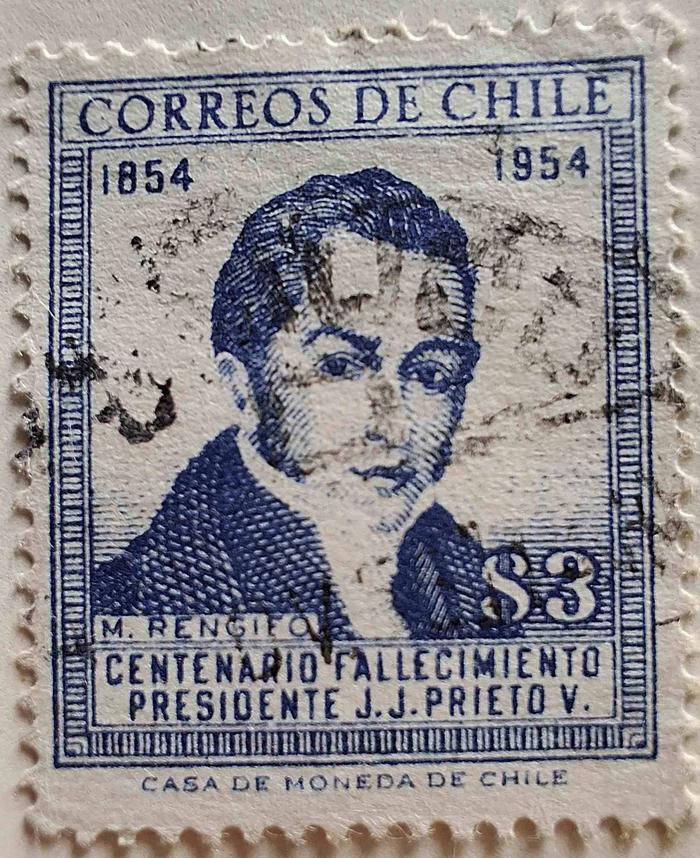 CORREOS DE CHILE
1854 1954
$3
M. RENGIFO
CENTENARIO FALLECIMIENTO
PRESIDENTE J.J. PRIETO V.
CASA DE MONEDA DE CHILE